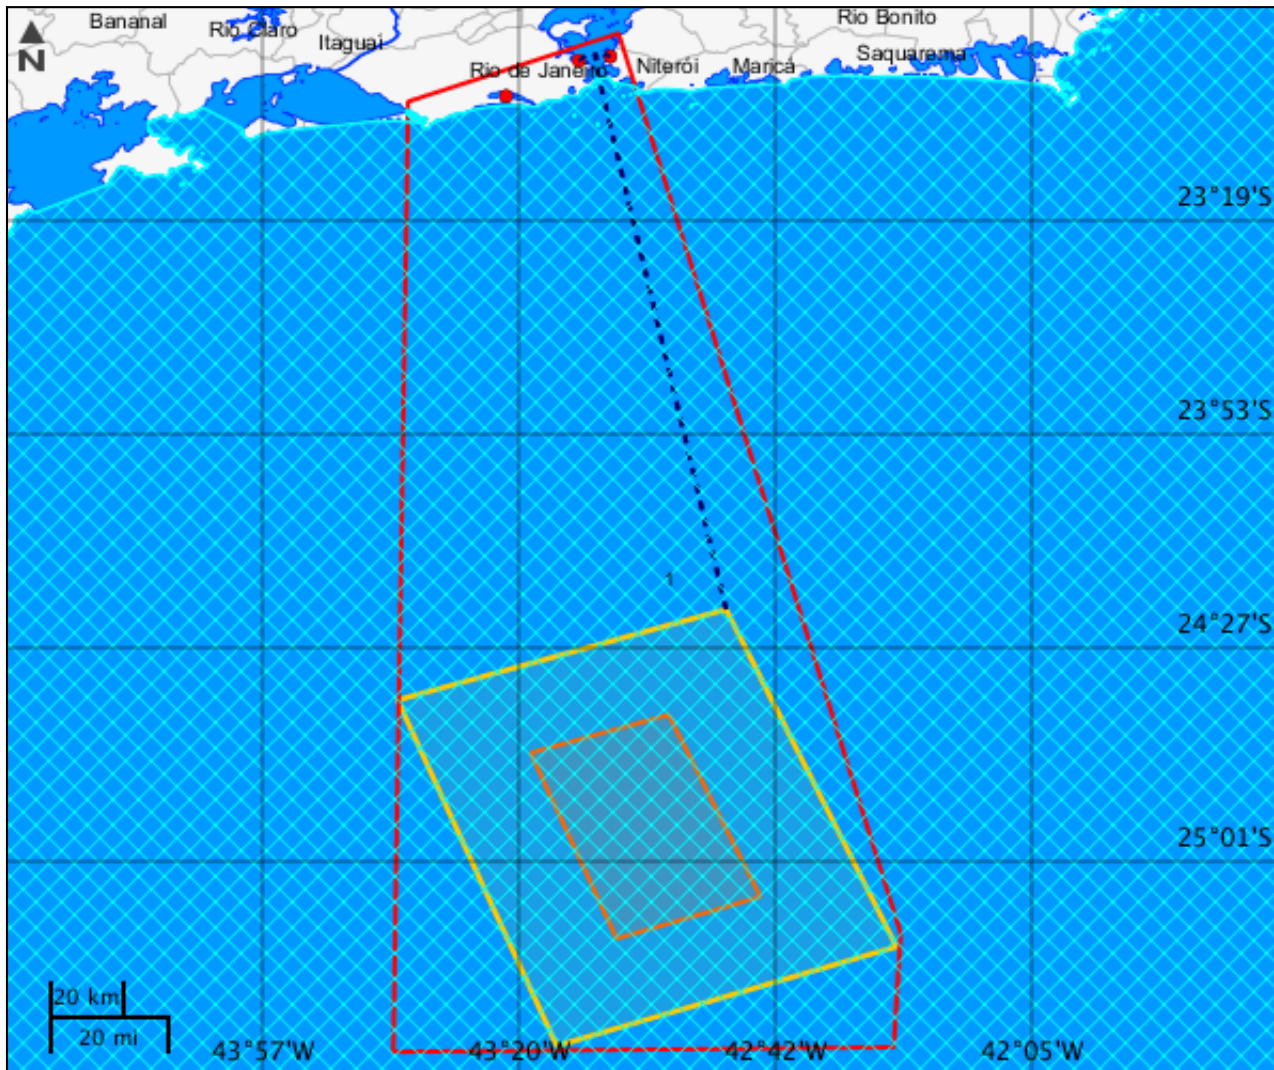 Bananal
Rio Claro
Itaguaí
Rio Bonito
Saquarema
N
Rio de Janeiro
Niterói
Maricá
23°19'S
23°53'S
1
24°27'S
25°01'S
20 km
20 mi
43°57'W
43°20'W
42°42'W
42°05'W